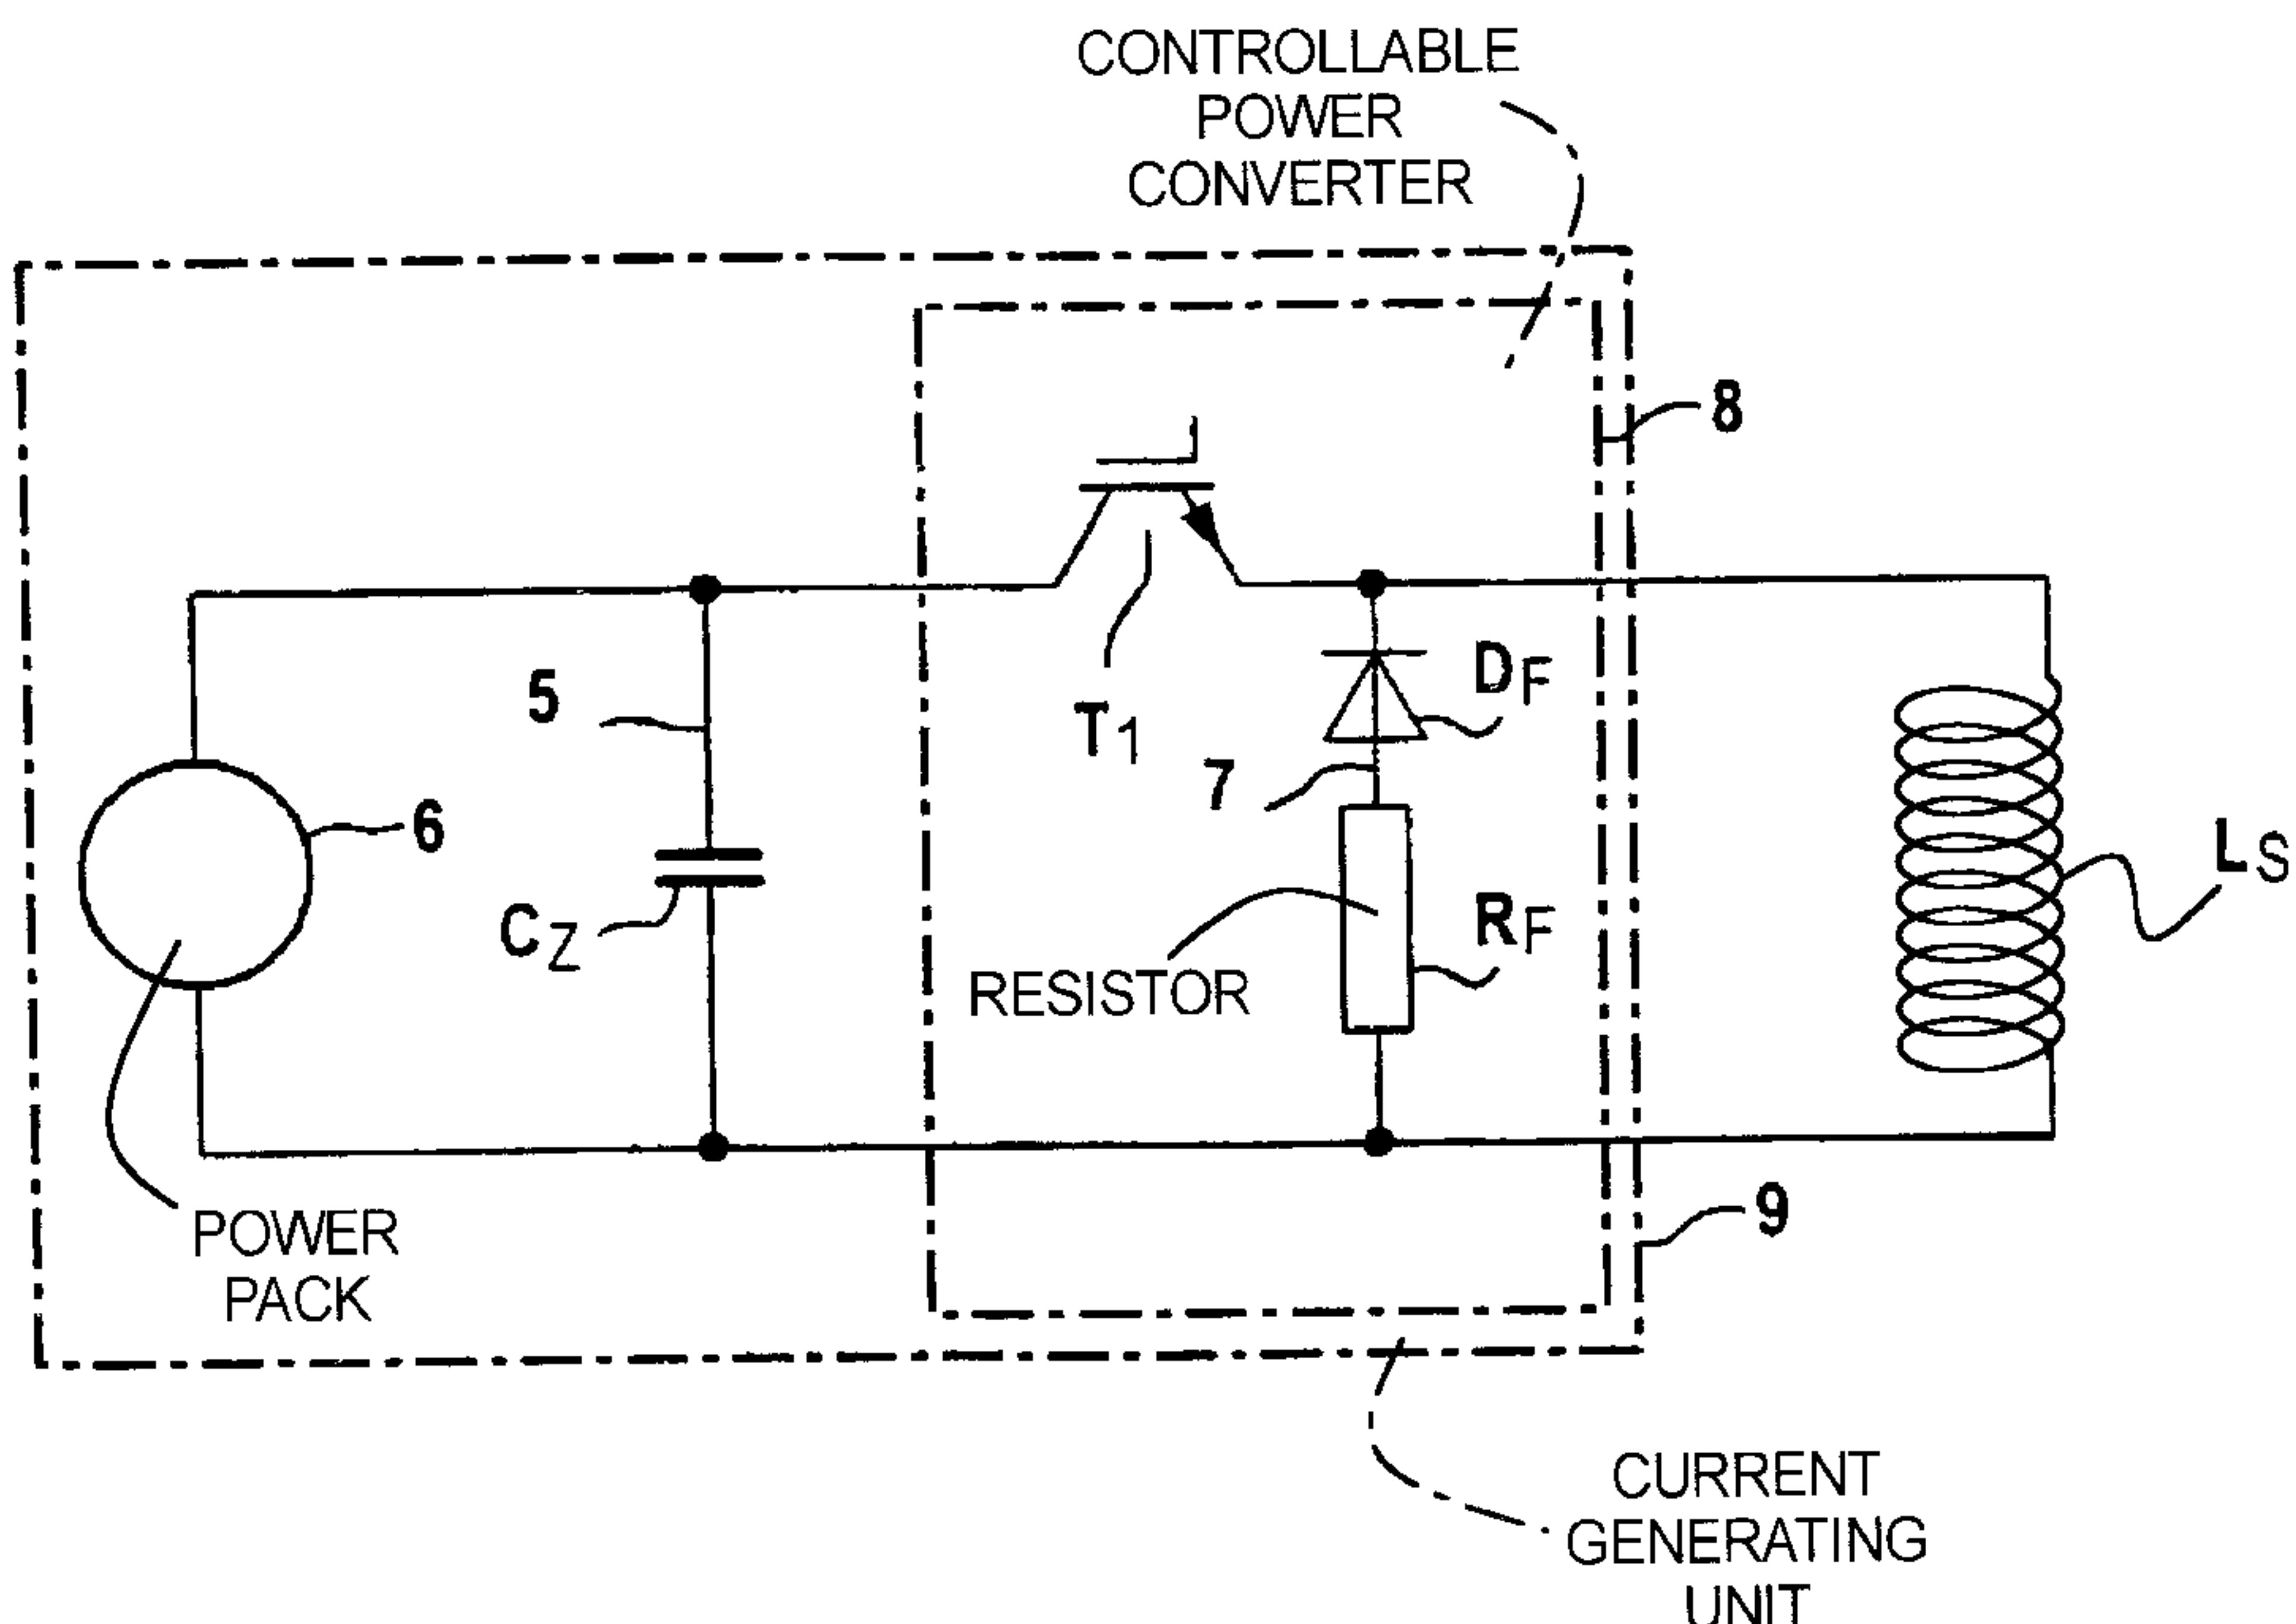 CONTROLLABLE
POWER
CONVERTER
8
5
T1
DF
7
6
LS
CZ
RF
RESISTOR
9
POWER
PACK
CURRENT
GENERATING
UNIT